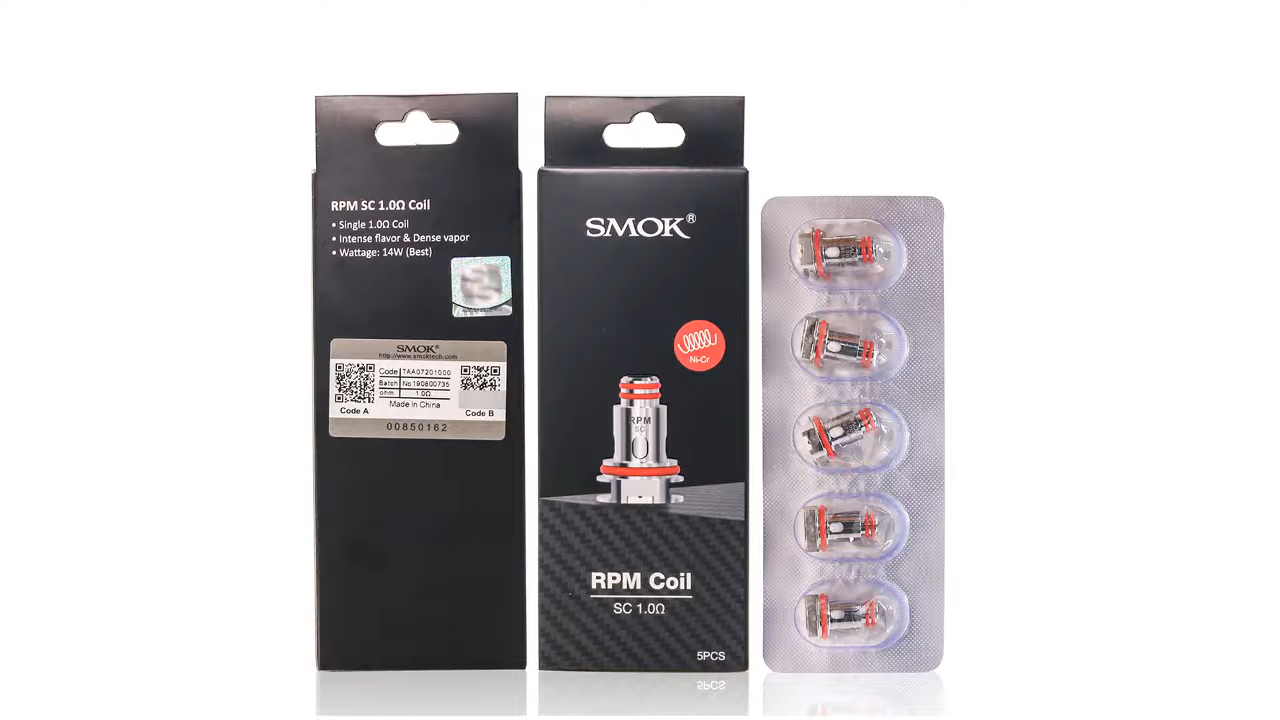 RPM SC 1.0Ω Coil
• Single 1.0Ω Coil
• Intense flavor & Dense vapor
• Wattage: 14W (Best)
SMOK®
http://www.smoktech.com
Code TAA07201000
Batch No.190800735
ohm 1.0Ω
Made In China
Code A
Code B
00850162
SMOK®
Ni-Cr
RPM
SC
RPM Coil
SC 1.0Ω
5PCS